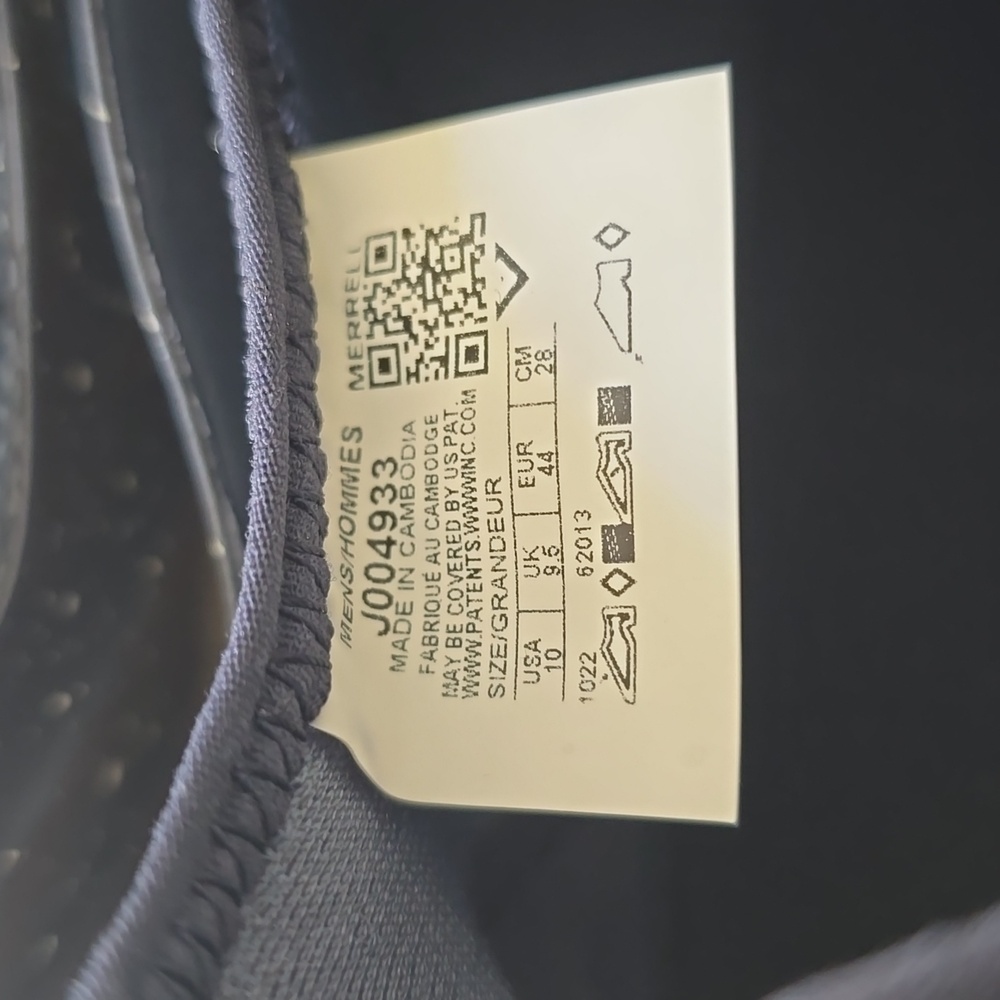 MENS/HOMMES MERRELL
J004933
MADE IN CAMBODIA
FABRIQUÉ AU CAMBODGE
MAY BE COVERED BY US PAT.
WWW.PATENTS.WWWINC.COM
SIZE/GRANDEUR
USA UK EUR CM
10 9.5 44 28
1022 62013